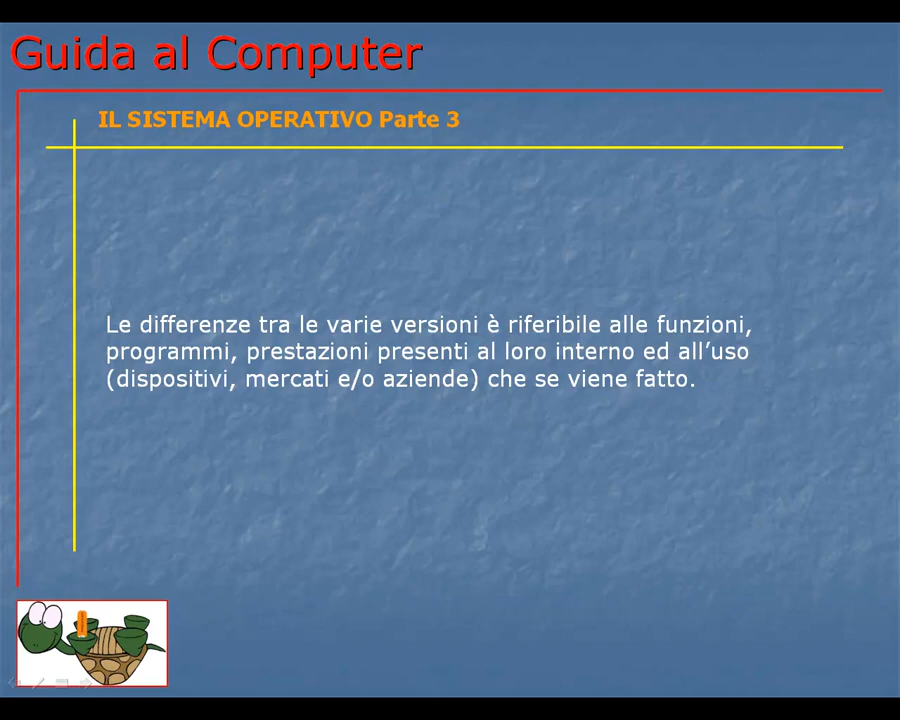 Guida al Computer
IL SISTEMA OPERATIVO Parte 3
Le differenze tra le varie versioni è riferibile alle funzioni,
programmi, prestazioni presenti al loro interno ed all’uso
(dispositivi, mercati e/o aziende) che se viene fatto.